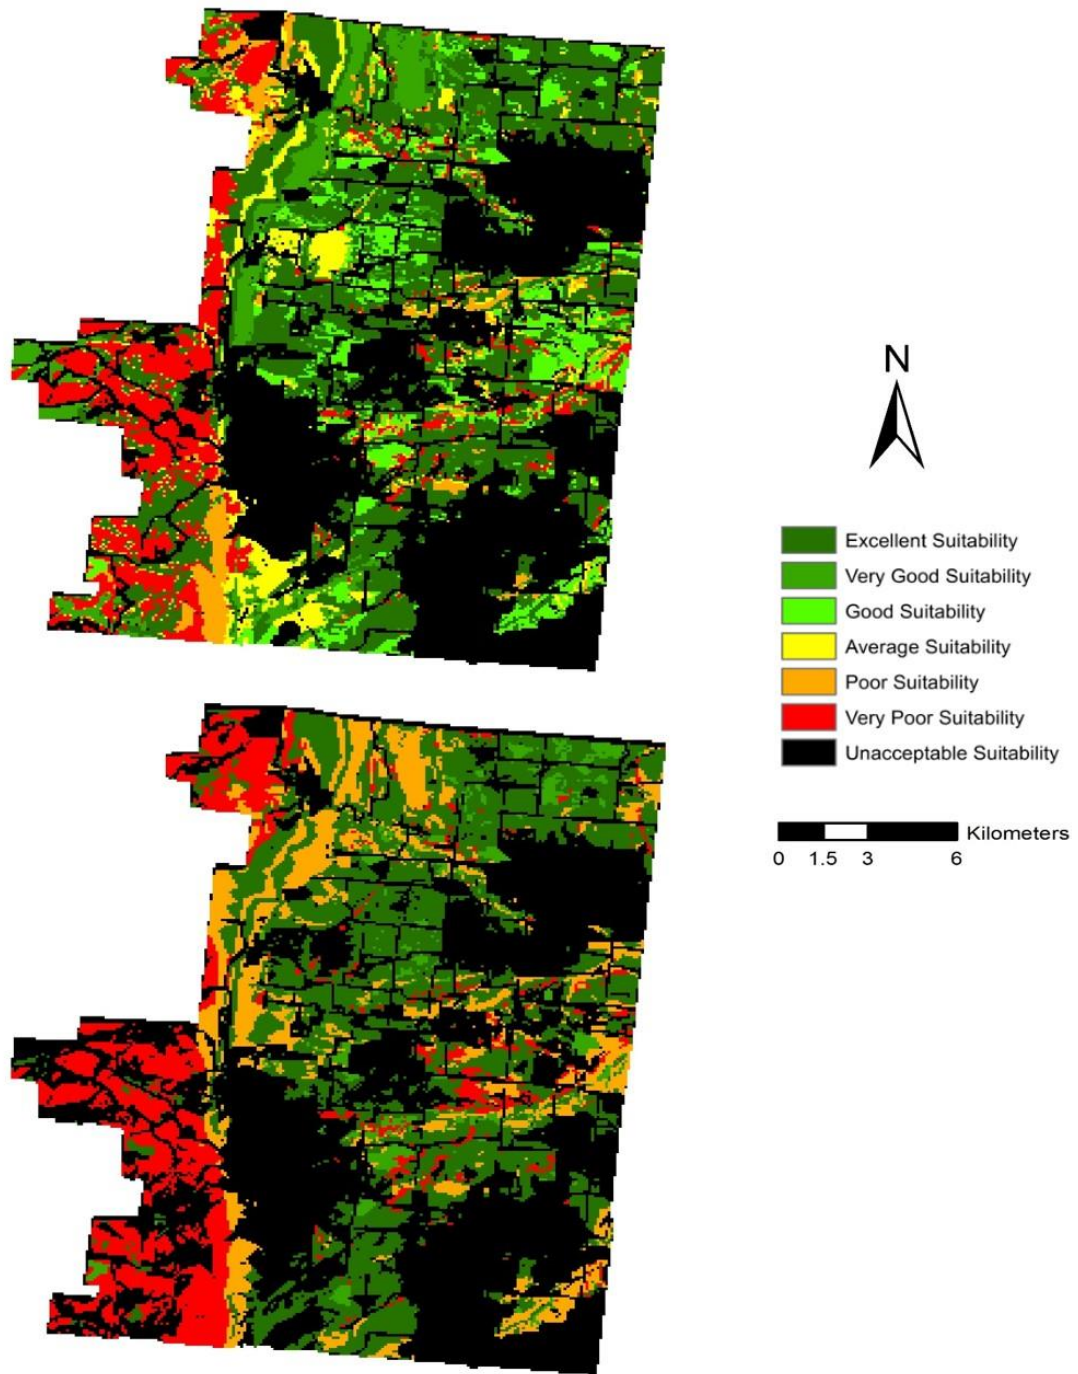 N
Excellent Suitability
Very Good Suitability
Good Suitability
Average Suitability
Poor Suitability
Very Poor Suitability
Unacceptable Suitability
Kilometers
0 1.5 3 6